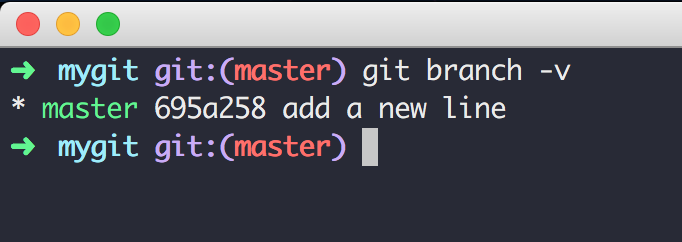 ➜ mygit git:(master) git branch -v
* master 695a258 add a new line
➜ mygit git:(master)